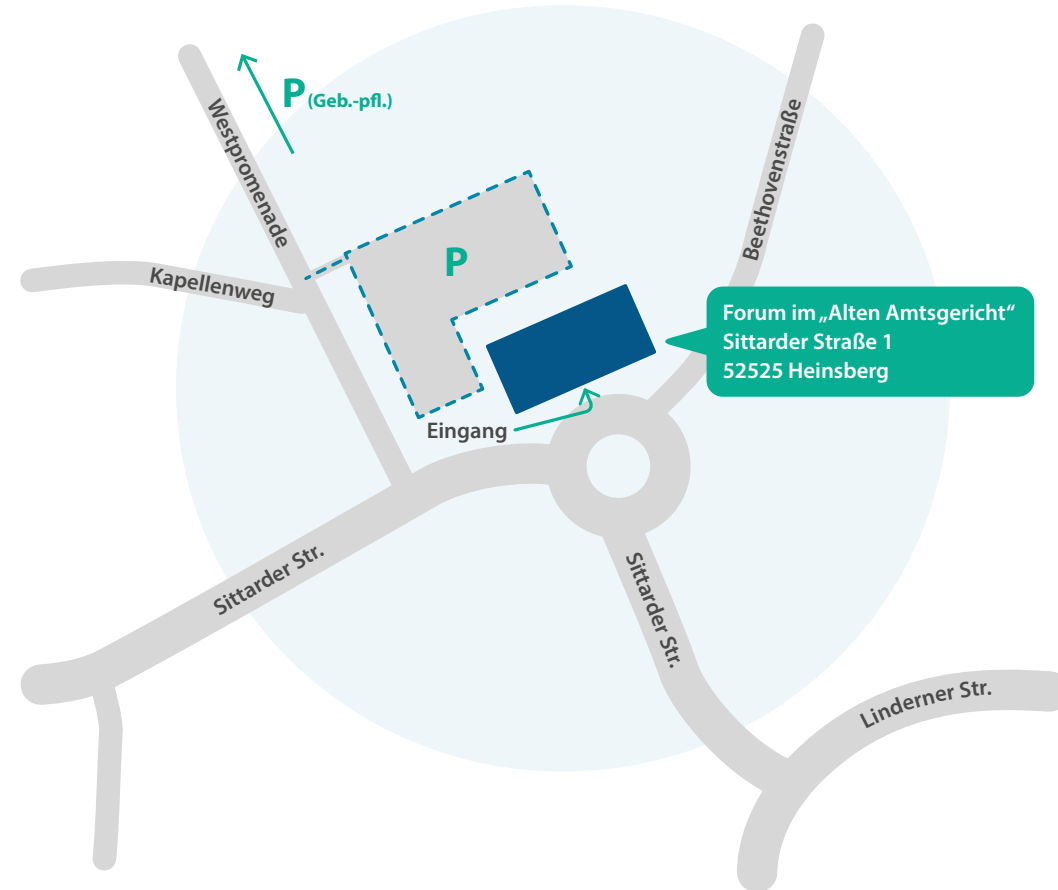 P (Geb.-pfl.)
Westpromenade
Beethovenstraße
P
Kapellenweg
Forum im „Alten Amtsgericht“
Sittarder Straße 1
52525 Heinsberg
Eingang
Sittarder Str.
Sittarder Str.
Linderner Str.